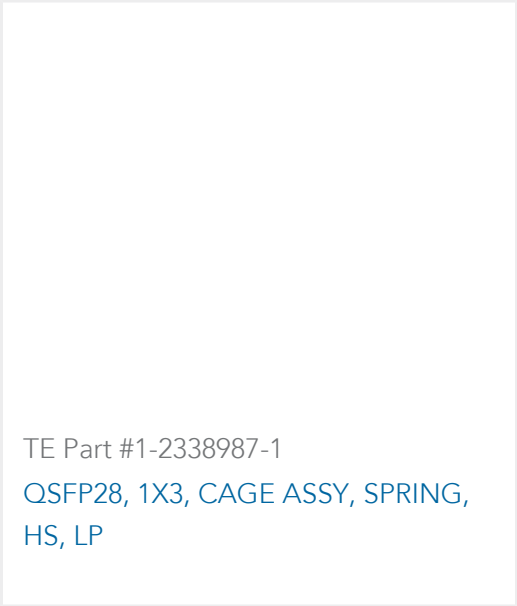 TE Part #1-2338987-1
QSFP28, 1X3, CAGE ASSY, SPRING,
HS, LP